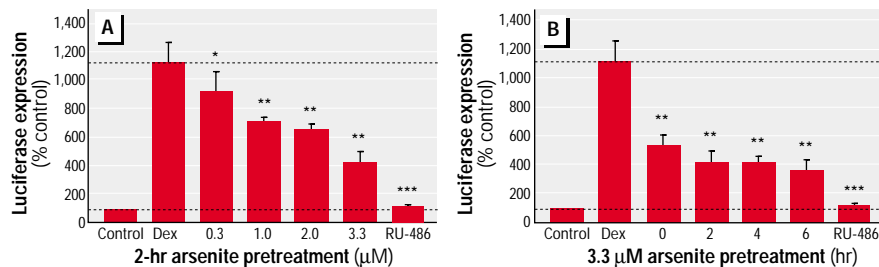 A
Luciferase expression
(% control)
1,400
1,200
1,000
800
600
400
200
0
*
**
**
**
***
Control Dex 0.3 1.0 2.0 3.3 RU-486
2-hr arsenite pretreatment (µM)
B
Luciferase expression
(% control)
1,400
1,200
1,000
800
600
400
200
0
**
**
**
**
***
Control Dex 0 2 4 6 RU-486
3.3 µM arsenite pretreatment (hr)